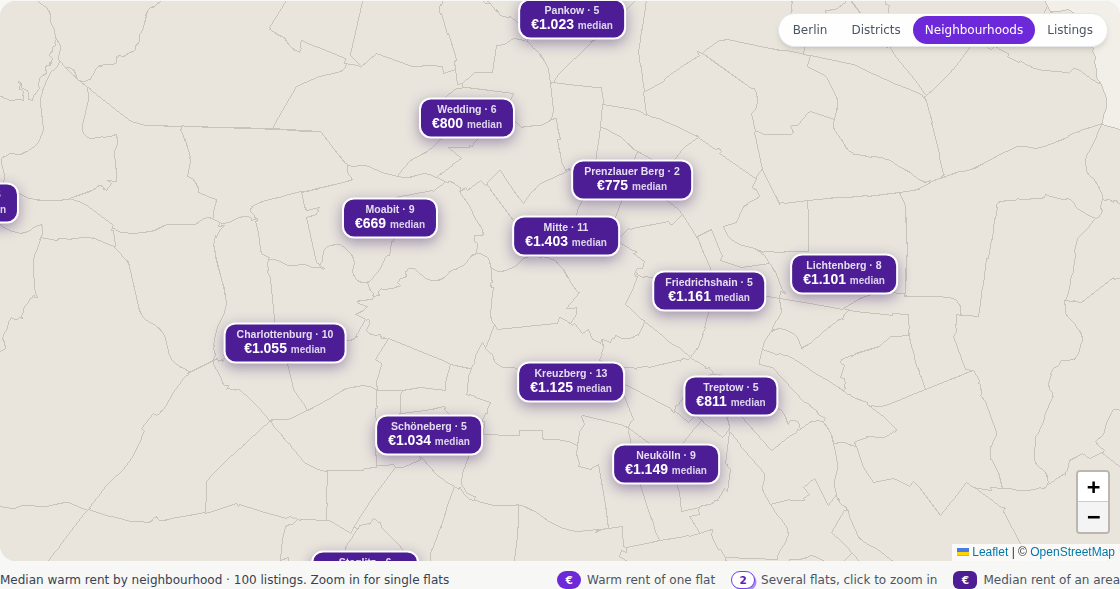 Pankow · 5
€1.023 median
Berlin Districts Neighbourhoods Listings
Wedding · 6
€800 median
Prenzlauer Berg · 2
€775 median
Moabit · 9
€669 median
Mitte · 11
€1.403 median
Lichtenberg · 8
€1.101 median
Friedrichshain · 5
€1.161 median
Charlottenburg · 10
€1.055 median
Kreuzberg · 13
€1.125 median
Treptow · 5
€811 median
Schöneberg · 5
€1.034 median
Neukölln · 9
€1.149 median
+
−
Leaflet | © OpenStreetMap
Median warm rent by neighbourhood · 100 listings. Zoom in for single flats
€ Warm rent of one flat
2 Several flats, click to zoom in
€ Median rent of an area